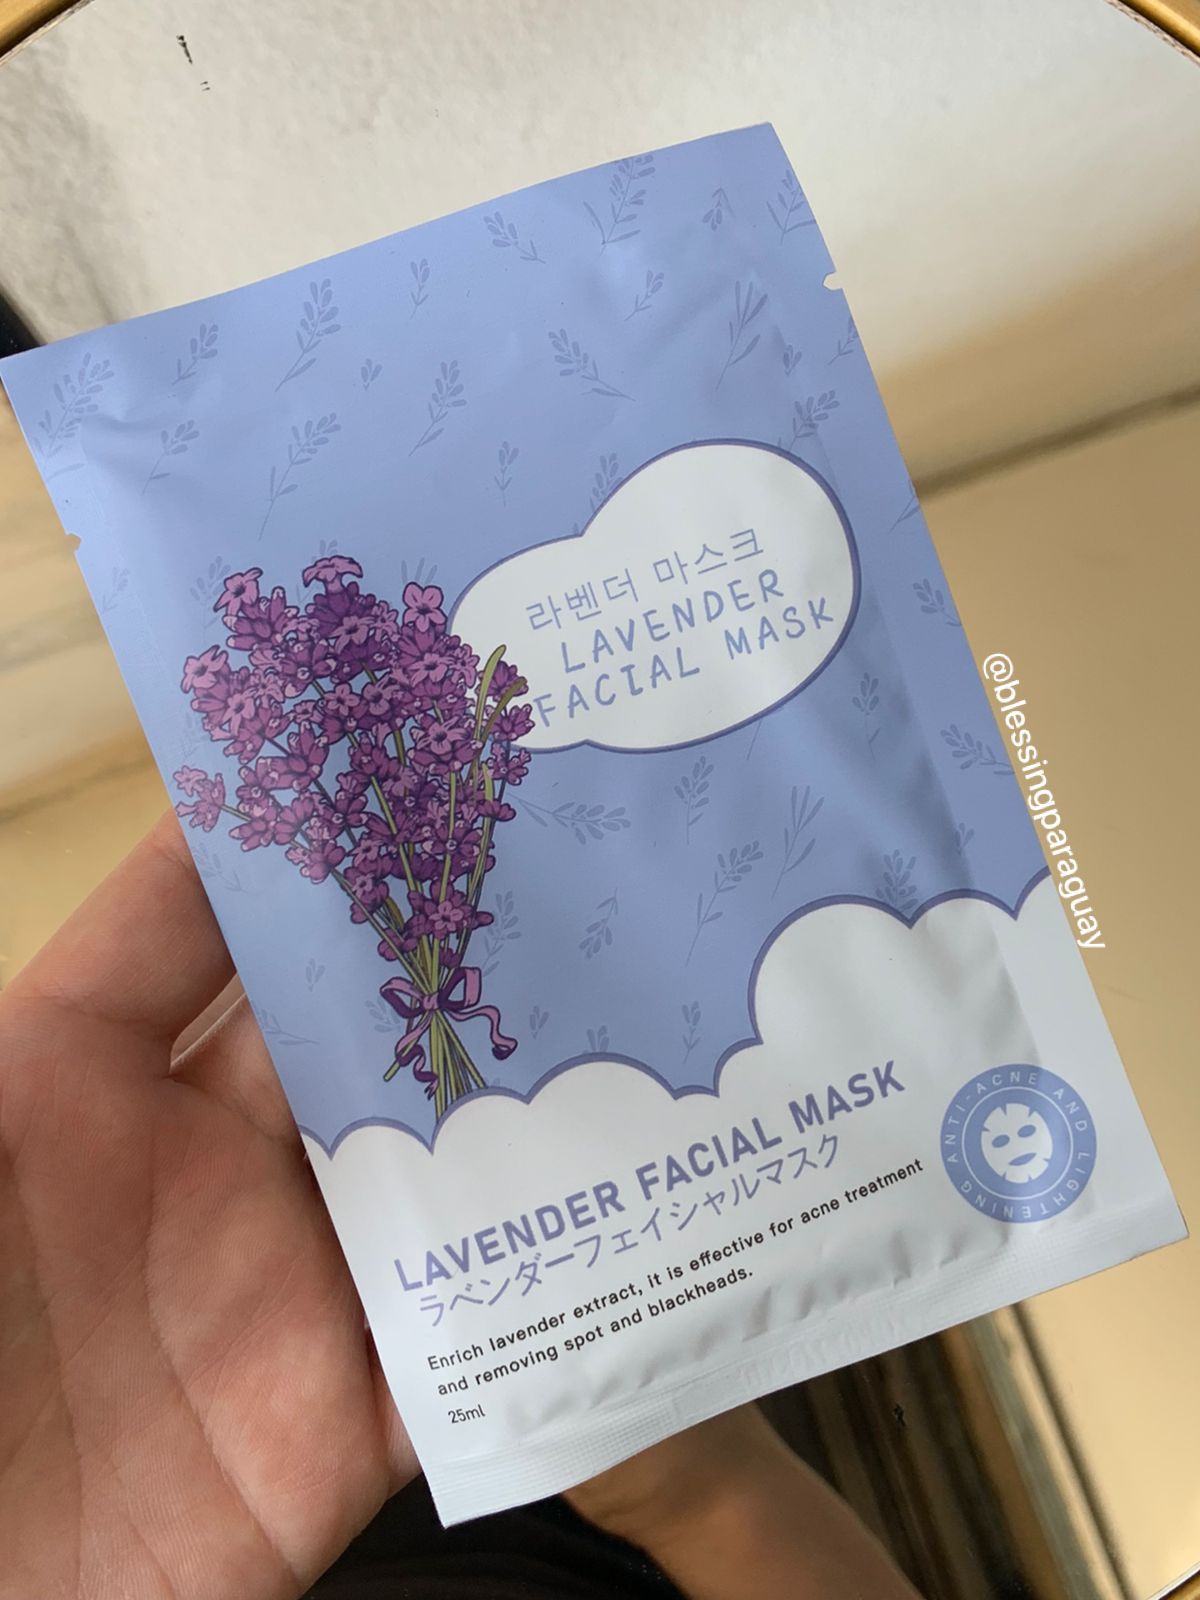 라벤더 마스크
LAVENDER
FACIAL MASK
@blessingparaguay
LAVENDER FACIAL MASK
ラベンダーフェイシャルマスク
Enrich lavender extract, it is effective for acne treatment
and removing spot and blackheads.
25ml
ANTI-ACNE AND LIGHTENING